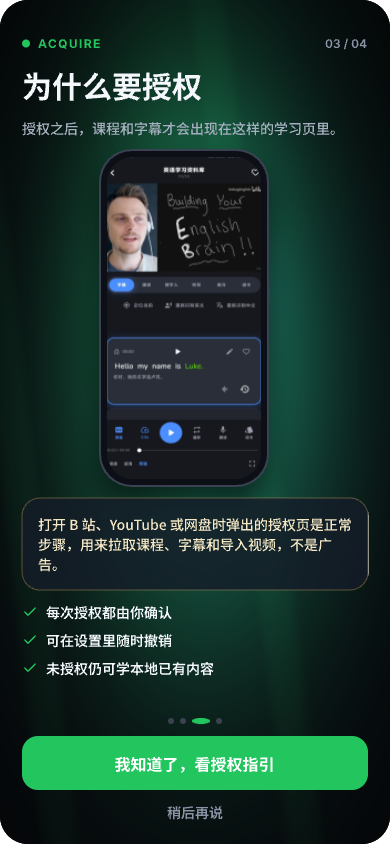 ACQUIRE
03 / 04
为什么要授权
授权之后，课程和字幕才会出现在这样的学习页里。
英语学习资料库
Building Your
English
Brain !!
Hello my name is Luke.
打开 B 站、YouTube 或网盘时弹出的授权页是正常
步骤，用来拉取课程、字幕和导入视频，不是广
告。
每次授权都由你确认
可在设置里随时撤销
未授权仍可学本地已有内容
我知道了，看授权指引
稍后再说